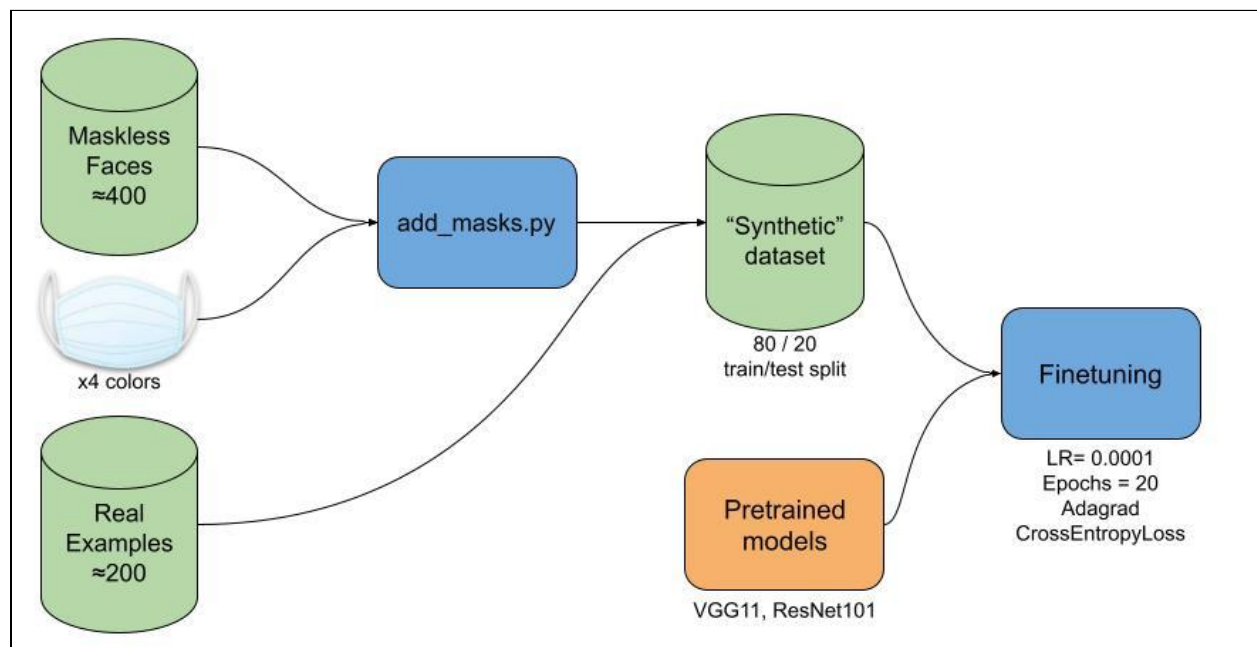 Maskless
Faces
≈400
x4 colors
Real
Examples
≈200
add_masks.py
“Synthetic”
dataset
80 / 20
train/test split
Pretrained
models
VGG11, ResNet101
Finetuning
LR= 0.0001
Epochs = 20
Adagrad
CrossEntropyLoss